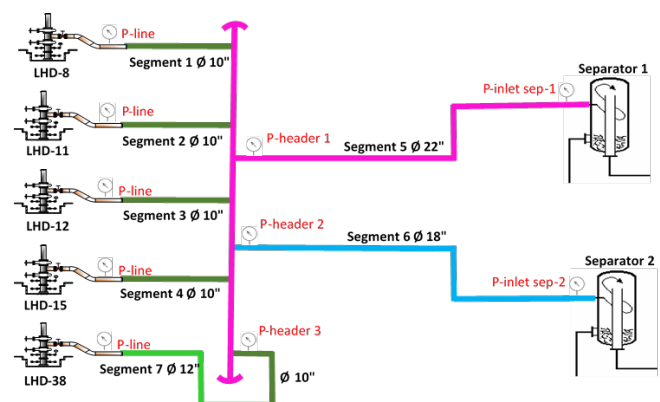 P-line
LHD-8
Segment 1 Ø 10"
Separator 1
P-inlet sep-1
P-line
LHD-11
Segment 2 Ø 10"
P-header 1
Segment 5 Ø 22"
P-line
LHD-12
Segment 3 Ø 10"
P-header 2
Segment 6 Ø 18"
P-line
LHD-15
Segment 4 Ø 10"
Separator 2
P-inlet sep-2
P-line
LHD-38
Segment 7 Ø 12"
P-header 3
Ø 10"